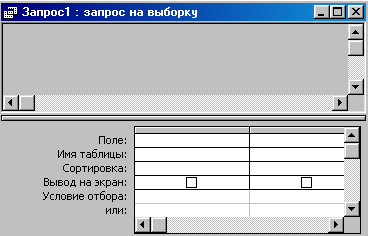 Запрос1 : запрос на выборку
Поле:
Имя таблицы:
Сортировка:
Вывод на экран:
Условие отбора:
или: